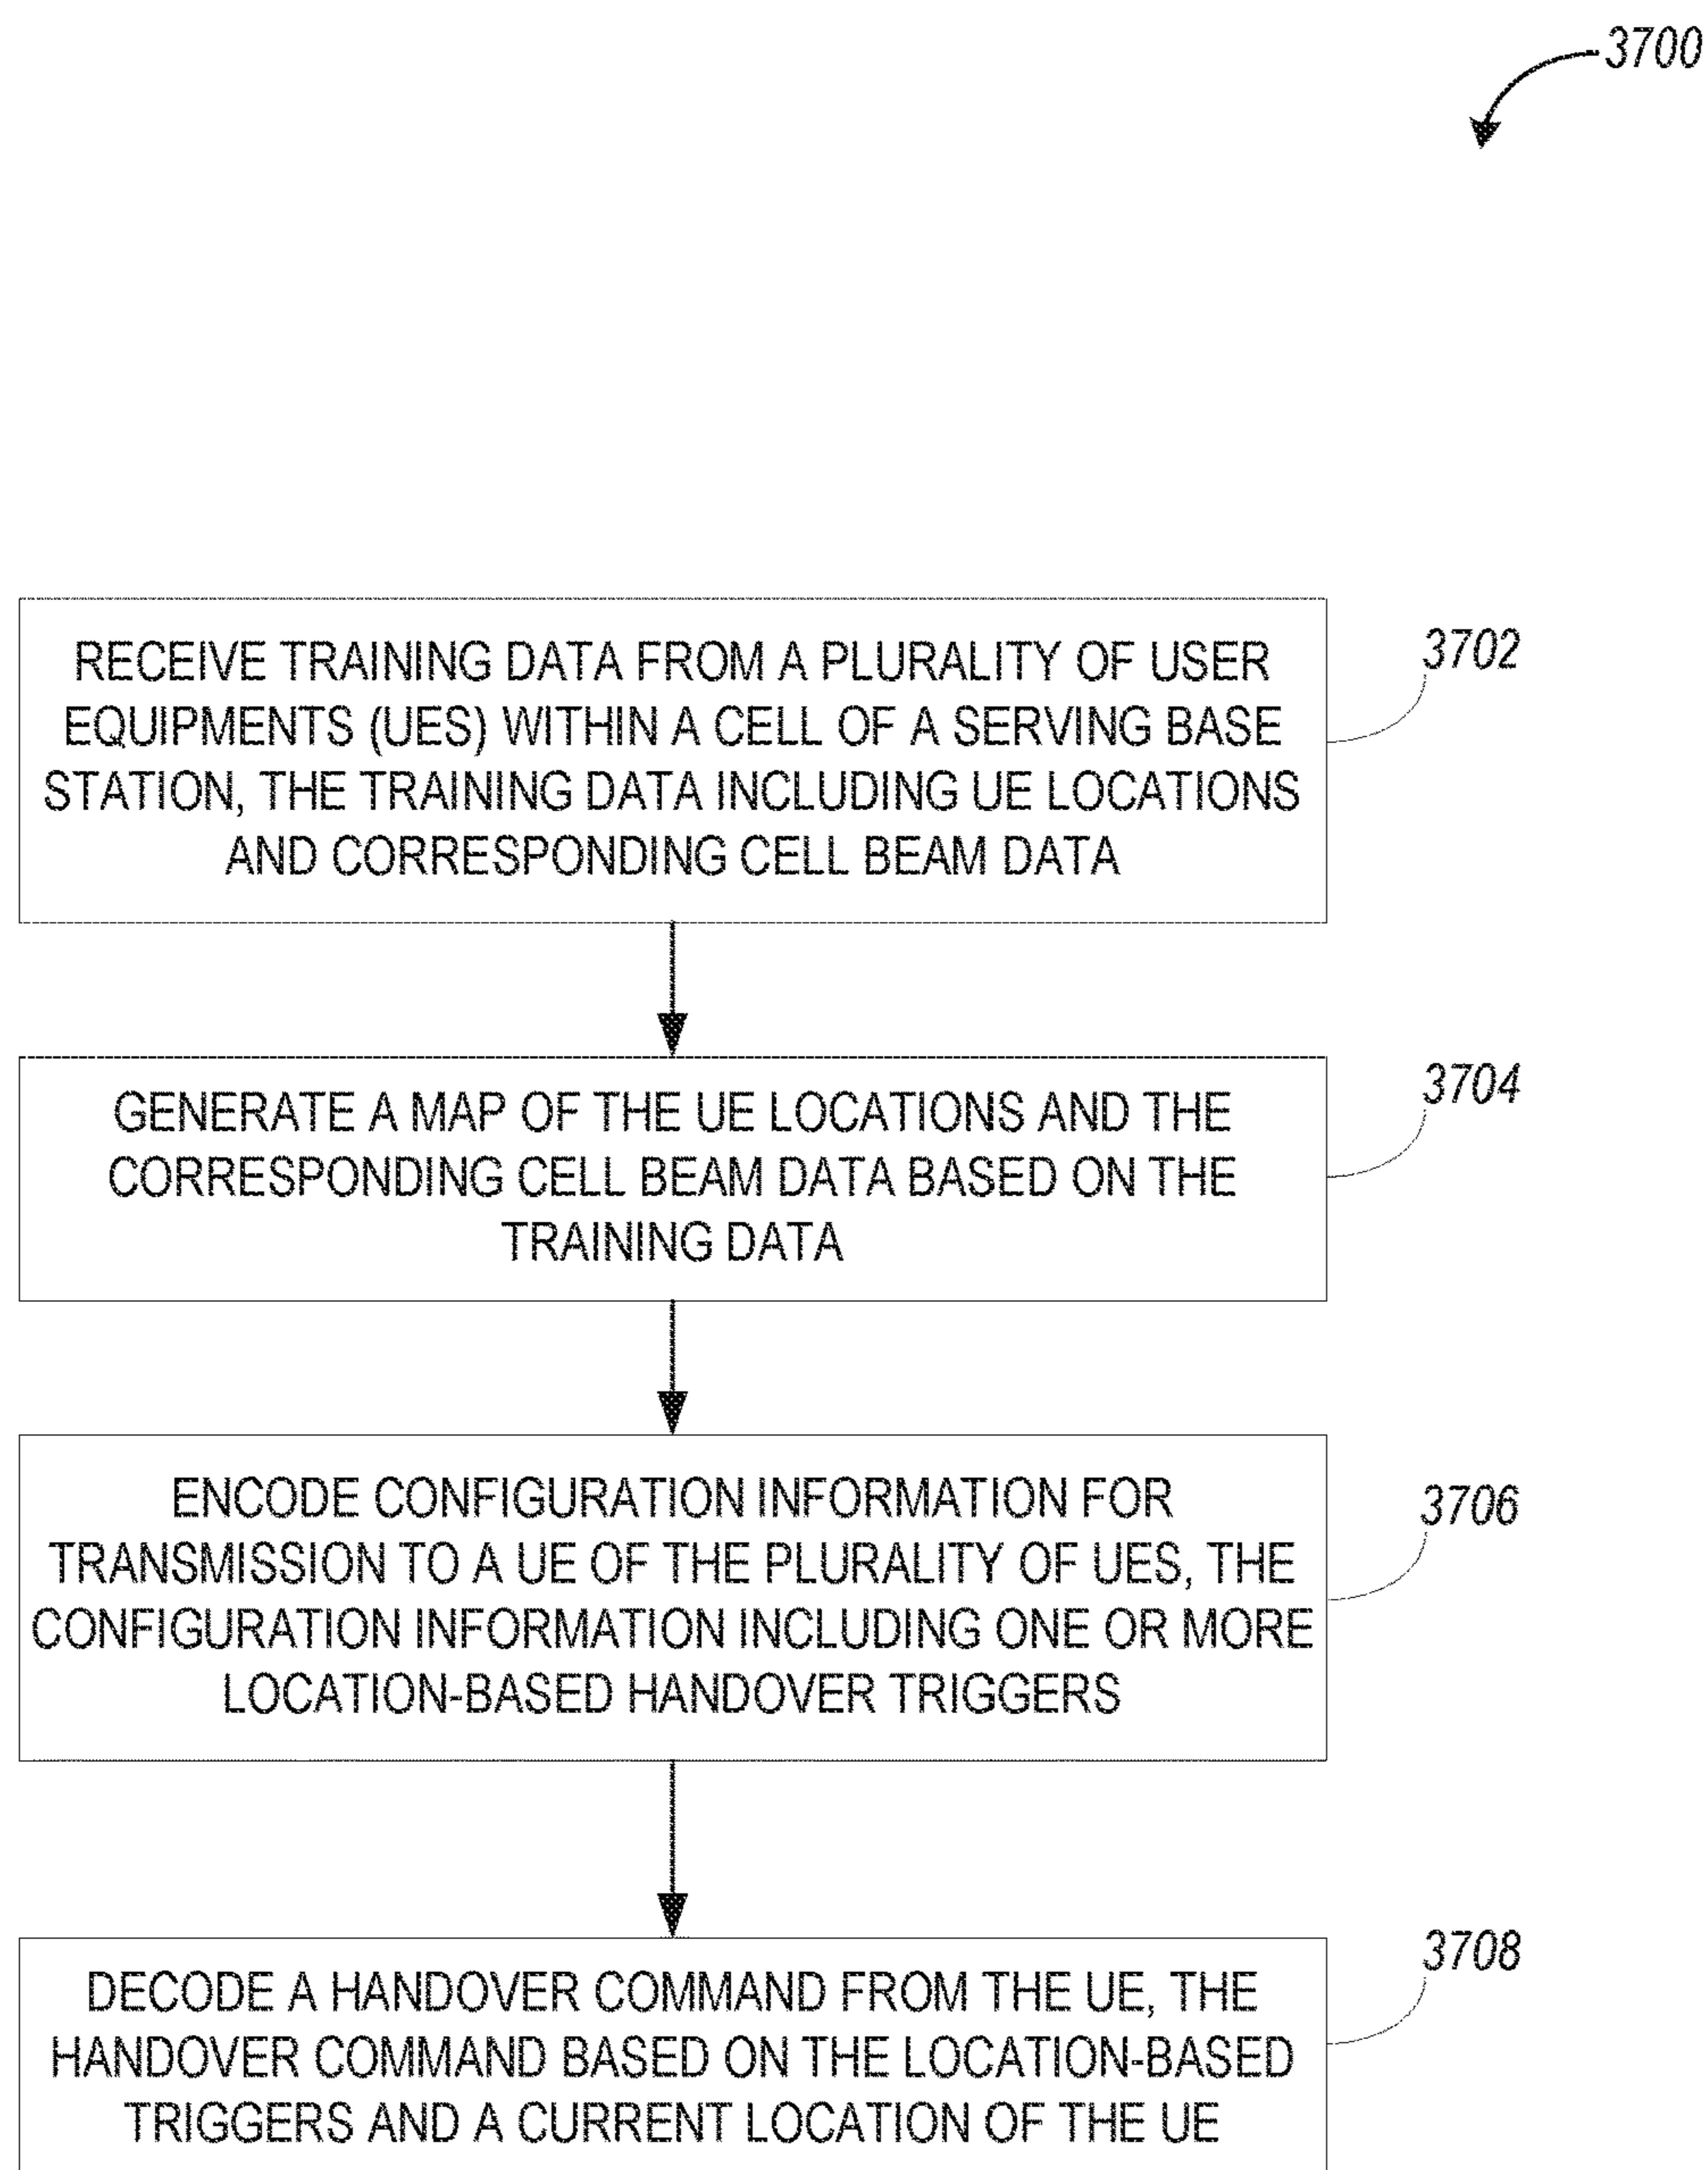 3700
RECEIVE TRAINING DATA FROM A PLURALITY OF USER
EQUIPMENTS (UES) WITHIN A CELL OF A SERVING BASE
STATION, THE TRAINING DATA INCLUDING UE LOCATIONS
AND CORRESPONDING CELL BEAM DATA
3702
GENERATE A MAP OF THE UE LOCATIONS AND THE
CORRESPONDING CELL BEAM DATA BASED ON THE
TRAINING DATA
3704
ENCODE CONFIGURATION INFORMATION FOR
TRANSMISSION TO A UE OF THE PLURALITY OF UES, THE
CONFIGURATION INFORMATION INCLUDING ONE OR MORE
LOCATION-BASED HANDOVER TRIGGERS
3706
DECODE A HANDOVER COMMAND FROM THE UE, THE
HANDOVER COMMAND BASED ON THE LOCATION-BASED
TRIGGERS AND A CURRENT LOCATION OF THE UE
3708